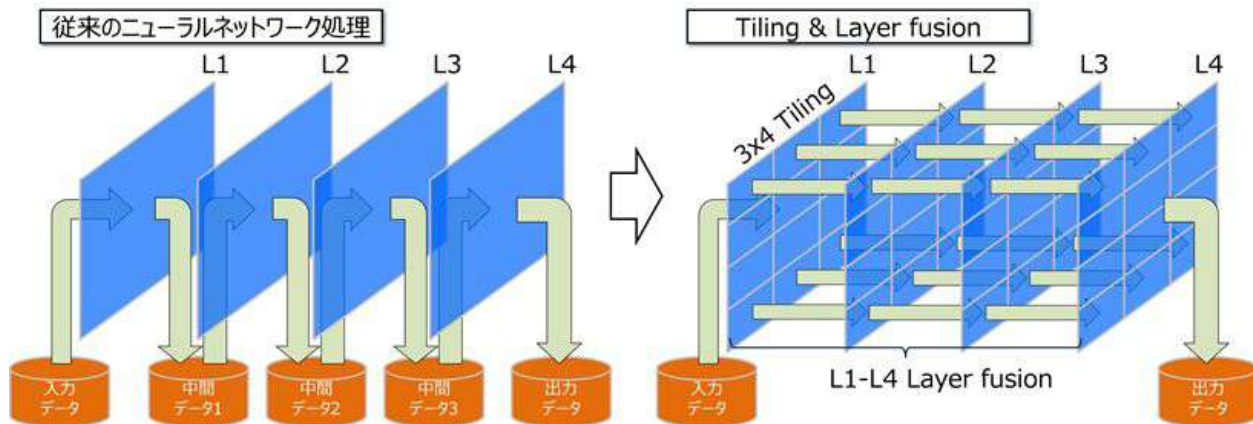 従来のニューラルネットワーク処理
L1
L2
L3
L4
入力
データ
中間
データ1
中間
データ2
中間
データ3
出力
データ
Tiling & Layer fusion
L1
L2
L3
L4
3x4 Tiling
L1-L4 Layer fusion
入力
データ
出力
データ